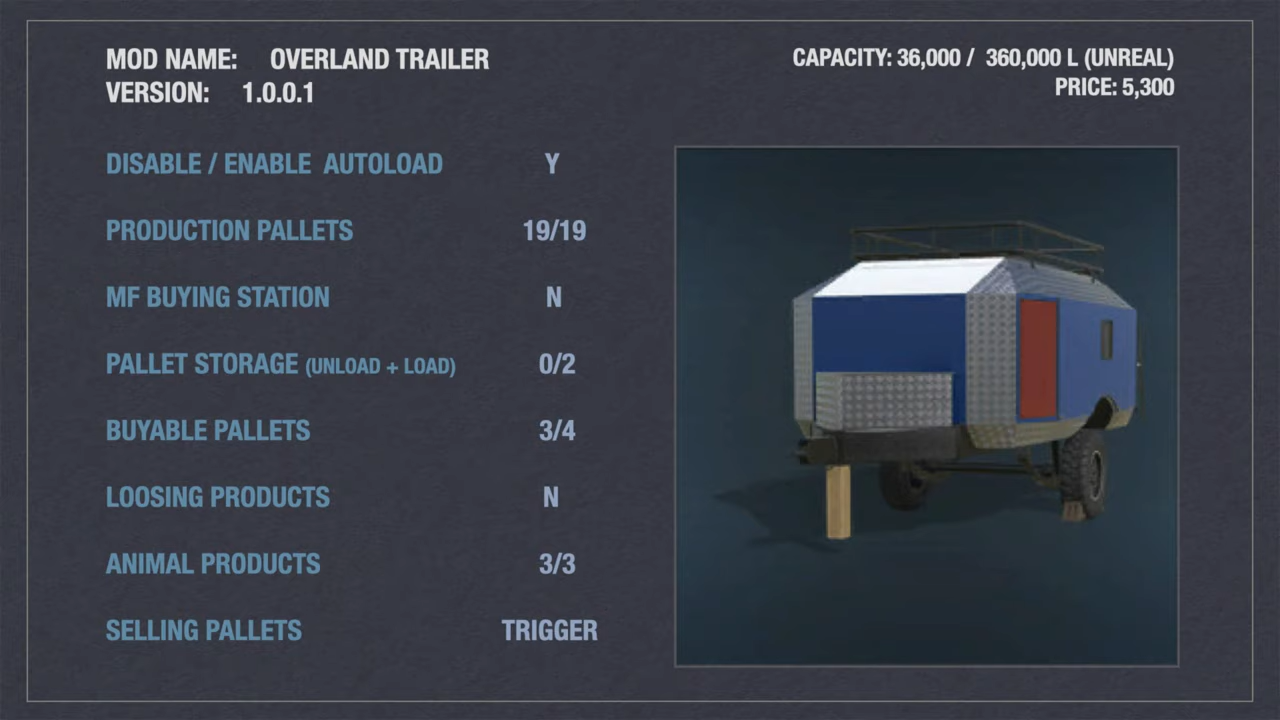 MOD NAME: OVERLAND TRAILER
VERSION: 1.0.0.1
CAPACITY: 36,000 / 360,000 L (UNREAL)
PRICE: 5,300
DISABLE / ENABLE AUTOLOAD Y
PRODUCTION PALLETS 19/19
MF BUYING STATION N
PALLET STORAGE (UNLOAD + LOAD) 0/2
BUYABLE PALLETS 3/4
LOOSING PRODUCTS N
ANIMAL PRODUCTS 3/3
SELLING PALLETS TRIGGER